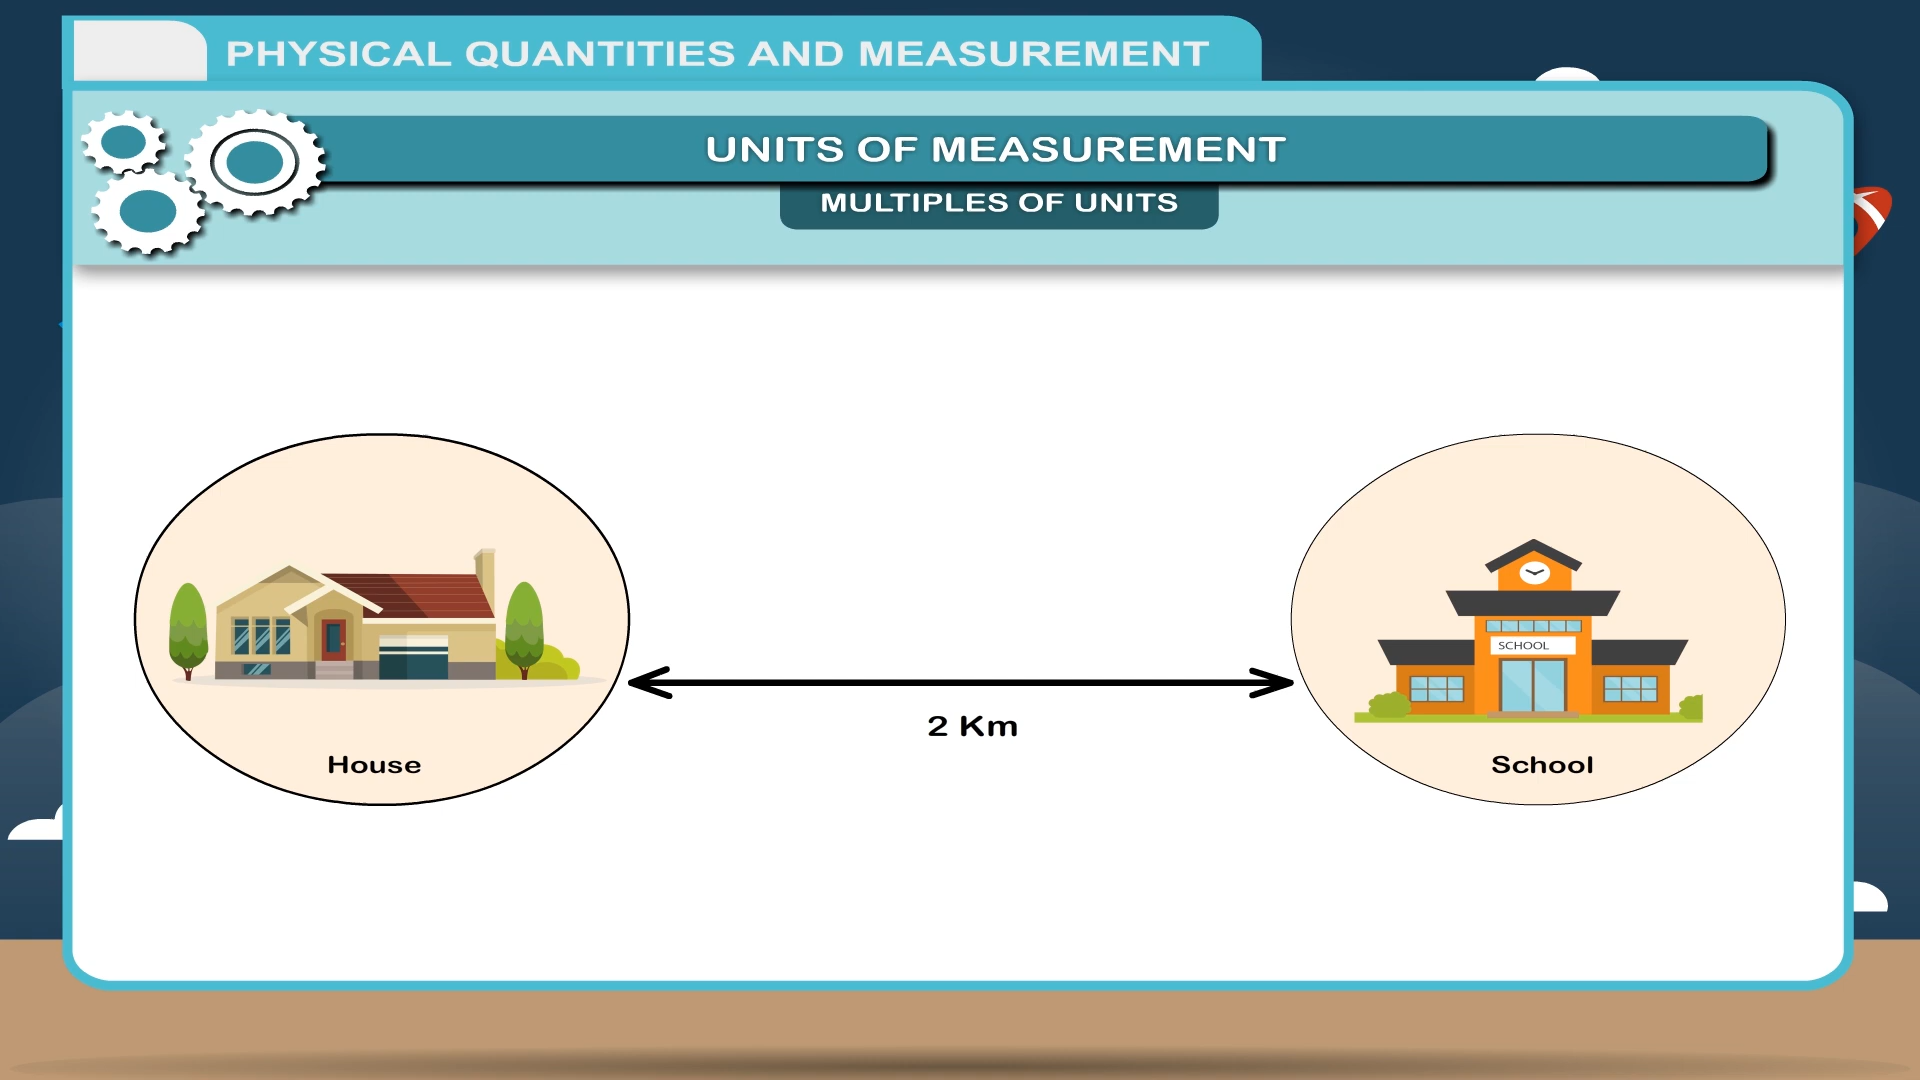 PHYSICAL QUANTITIES AND MEASUREMENT
UNITS OF MEASUREMENT
MULTIPLES OF UNITS
SCHOOL
2 Km
House
School